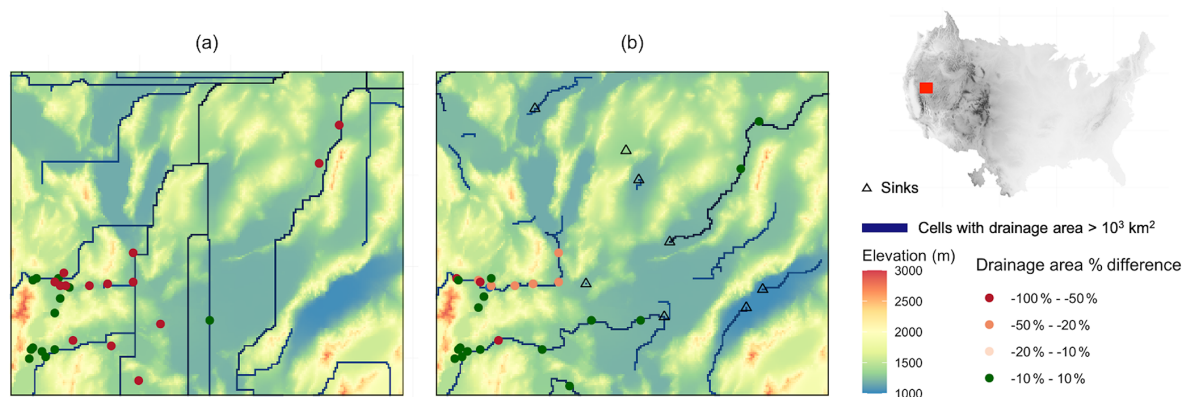 (a)
(b)
Sinks
Cells with drainage area > 10³ km²
Elevation (m)
3000
2500
2000
1500
1000
Drainage area % difference
-100 % - -50 %
-50 % - -20 %
-20 % - -10 %
-10 % - 10 %